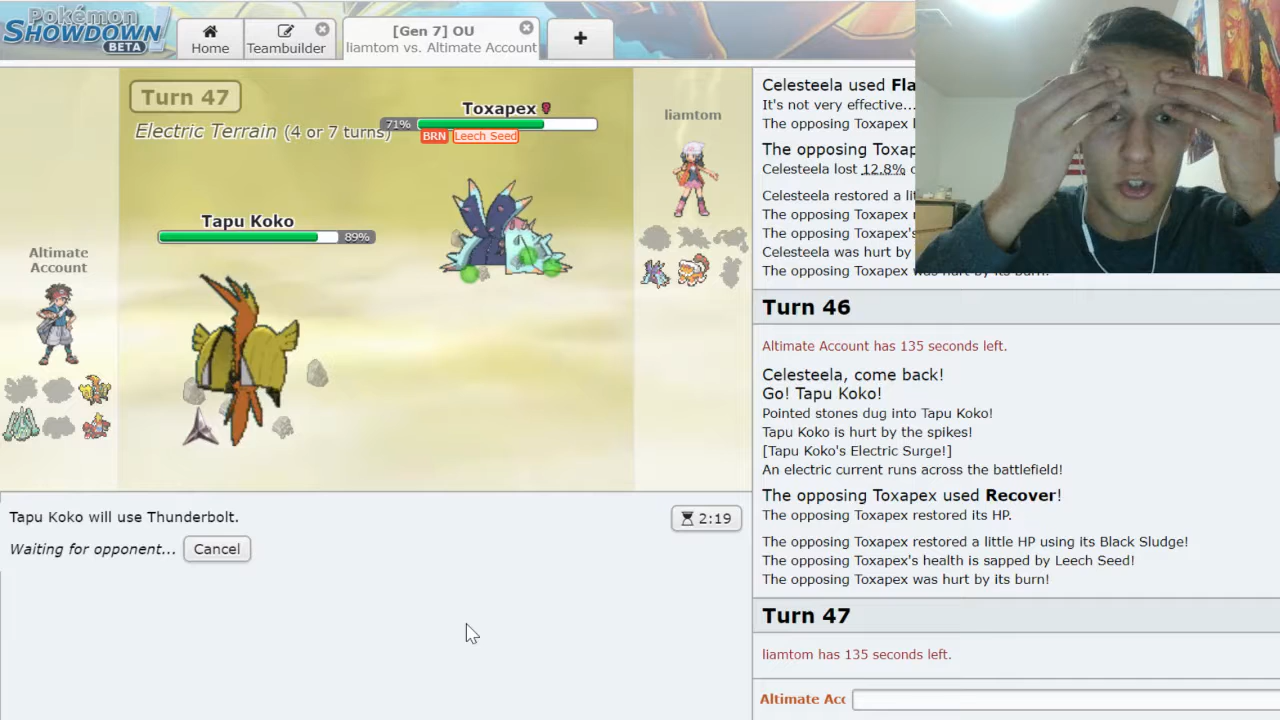 Pokémon
SHOWDOWN
BETA
Home
Teambuilder
[Gen 7] OU
liamtom vs. Altimate Account
+
Turn 47
Electric Terrain (4 or 7 turns)
Toxapex
71%
BRN Leech Seed
liamtom
Tapu Koko
89%
Altimate
Account
Tapu Koko will use Thunderbolt.
2:19
Waiting for opponent... Cancel
Celesteela used Fla
It's not very effective...
The opposing Toxapex
The opposing Toxap
Celesteela lost 12.8%
Celesteela restored a li
The opposing Toxapex
The opposing Toxapex's
Celesteela was hurt by
The opposing Toxapex was hurt by its burn!
Turn 46
Altimate Account has 135 seconds left.
Celesteela, come back!
Go! Tapu Koko!
Pointed stones dug into Tapu Koko!
Tapu Koko is hurt by the spikes!
[Tapu Koko's Electric Surge!]
An electric current runs across the battlefield!
The opposing Toxapex used Recover!
The opposing Toxapex restored its HP.
The opposing Toxapex restored a little HP using its Black Sludge!
The opposing Toxapex's health is sapped by Leech Seed!
The opposing Toxapex was hurt by its burn!
Turn 47
liamtom has 135 seconds left.
Altimate Acc